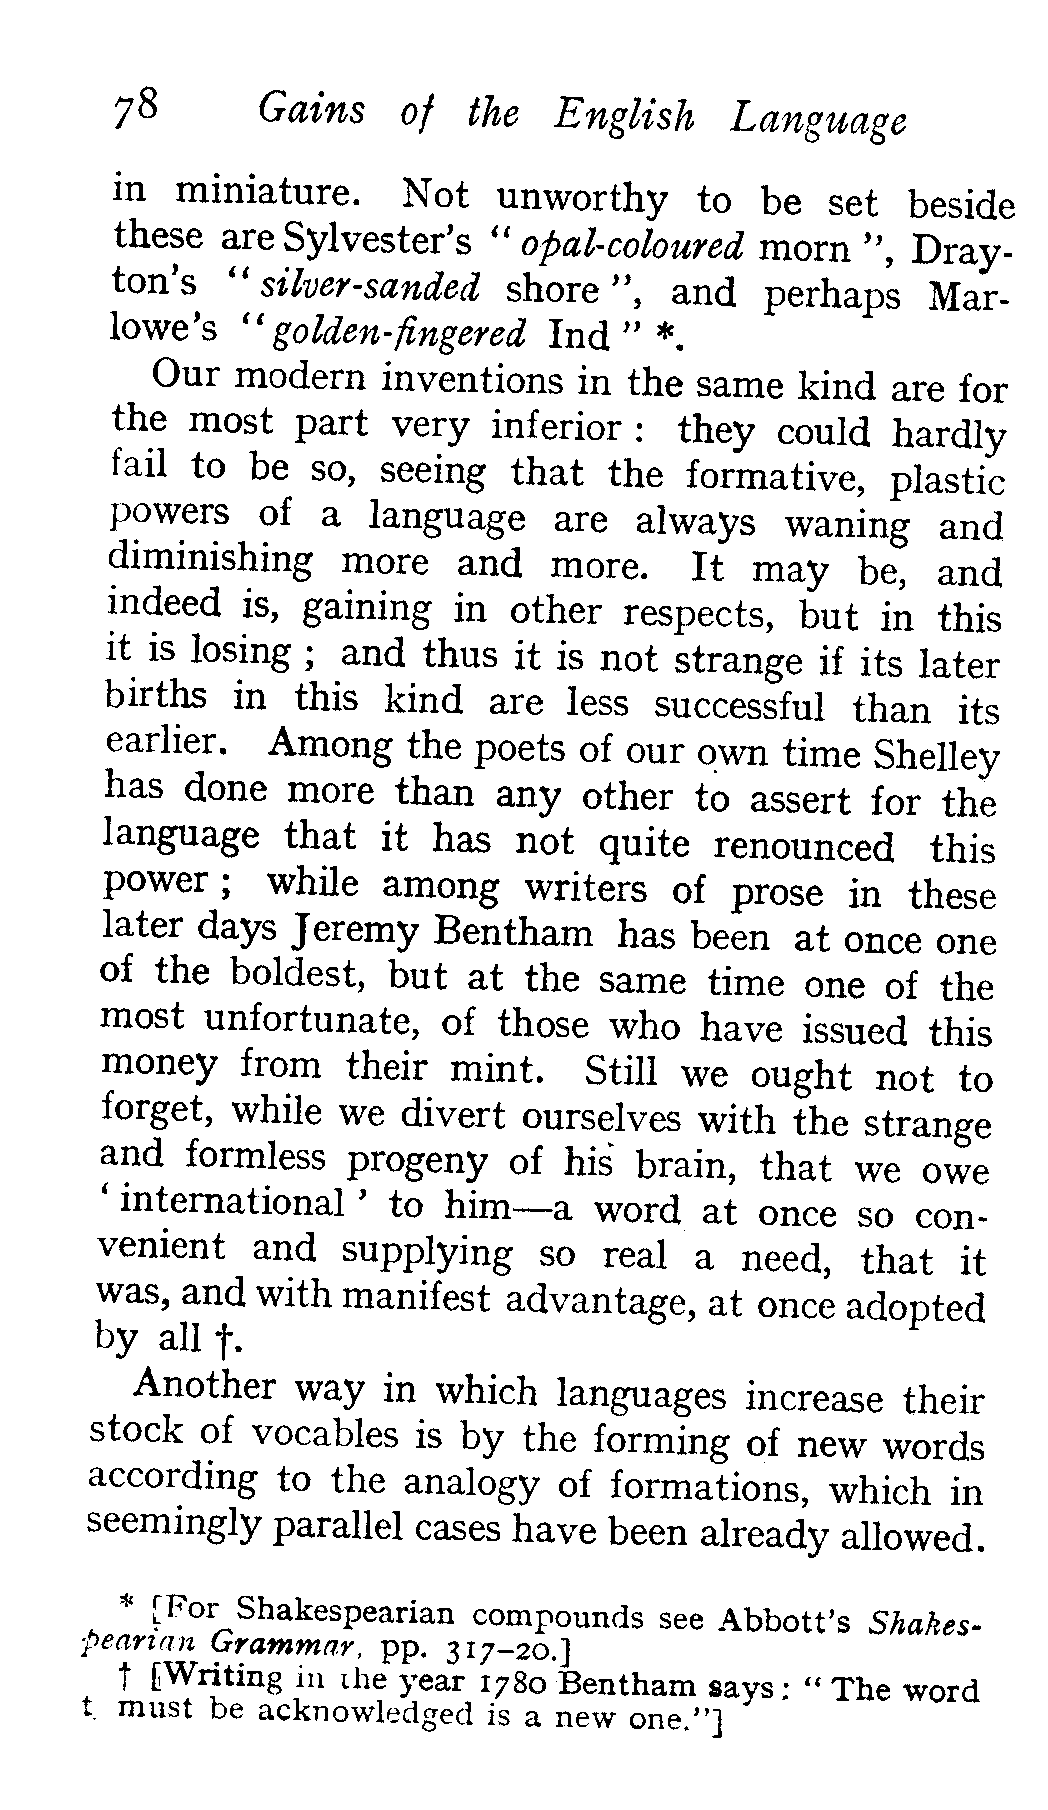 78 Gains of the English Language
in miniature. Not unworthy to be set beside
these are Sylvester's " opal-coloured morn ", Dray-
ton's " silver-sanded shore ", and perhaps Mar-
lowe's " golden-fingered Ind " *.
Our modern inventions in the same kind are for
the most part very inferior : they could hardly
fail to be so, seeing that the formative, plastic
powers of a language are always waning and
diminishing more and more. It may be, and
indeed is, gaining in other respects, but in this
it is losing ; and thus it is not strange if its later
births in this kind are less successful than its
earlier. Among the poets of our own time Shelley
has done more than any other to assert for the
language that it has not quite renounced this
power ; while among writers of prose in these
later days Jeremy Bentham has been at once one
of the boldest, but at the same time one of the
most unfortunate, of those who have issued this
money from their mint. Still we ought not to
forget, while we divert ourselves with the strange
and formless progeny of his brain, that we owe
' international ' to him—a word at once so con-
venient and supplying so real a need, that it
was, and with manifest advantage, at once adopted
by all †.
Another way in which languages increase their
stock of vocables is by the forming of new words
according to the analogy of formations, which in
seemingly parallel cases have been already allowed.
* [For Shakespearian compounds see Abbott's Shakes-
pearian Grammar, pp. 317–20.]
† [Writing in the year 1780 Bentham says : " The word
t must be acknowledged is a new one."]